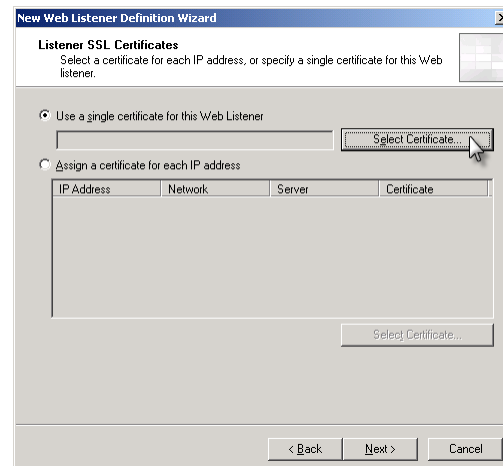 New Web Listener Definition Wizard
Listener SSL Certificates
Select a certificate for each IP address, or specify a single certificate for this Web
listener.
Use a single certificate for this Web Listener
Select Certificate...
Assign a certificate for each IP address
IP Address Network Server Certificate
Select Certificate...
< Back Next > Cancel